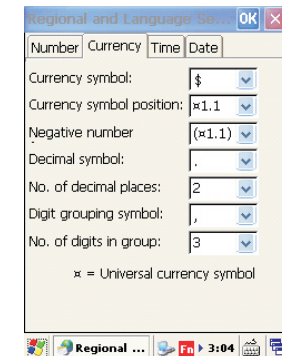 Regional and Language Se... OK
Number Currency Time Date
Currency symbol: $
Currency symbol position: ¤1.1
Negative number (¤1.1)
Decimal symbol: .
No. of decimal places: 2
Digit grouping symbol: ,
No. of digits in group: 3
¤ = Universal currency symbol
Regional ... Fn 3:04